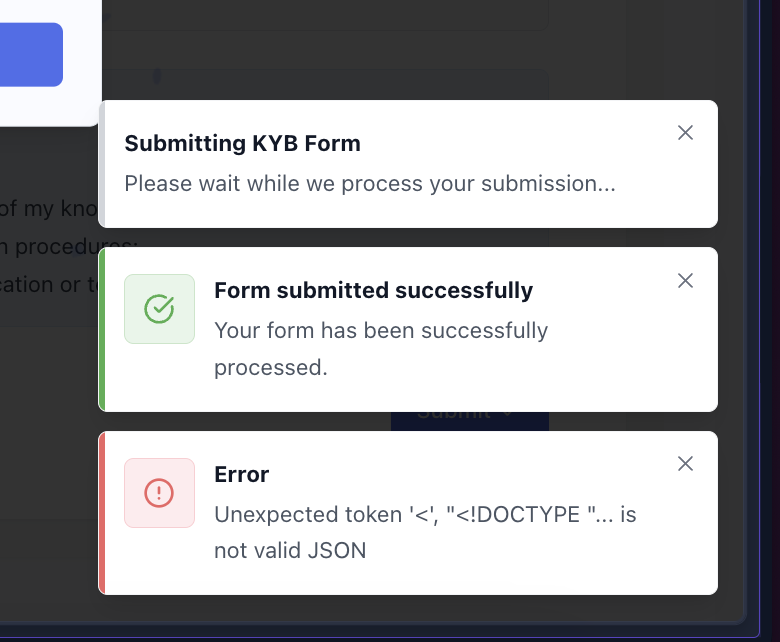 Submitting KYB Form
Please wait while we process your submission...
of my
procedures:
cation or
Form submitted successfully
Your form has been successfully
processed.
Submit
Error
Unexpected token '<', "<!DOCTYPE "... is
not valid JSON